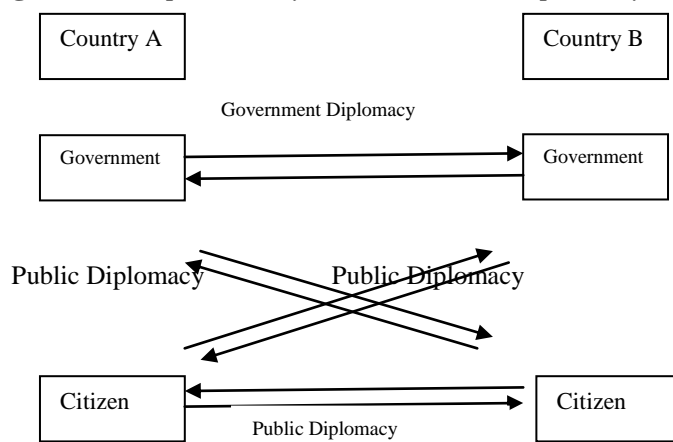 Country A
Country B
Government Diplomacy
Government
Government
Public Diplomacy
Public Diplomacy
Citizen
Citizen
Public Diplomacy